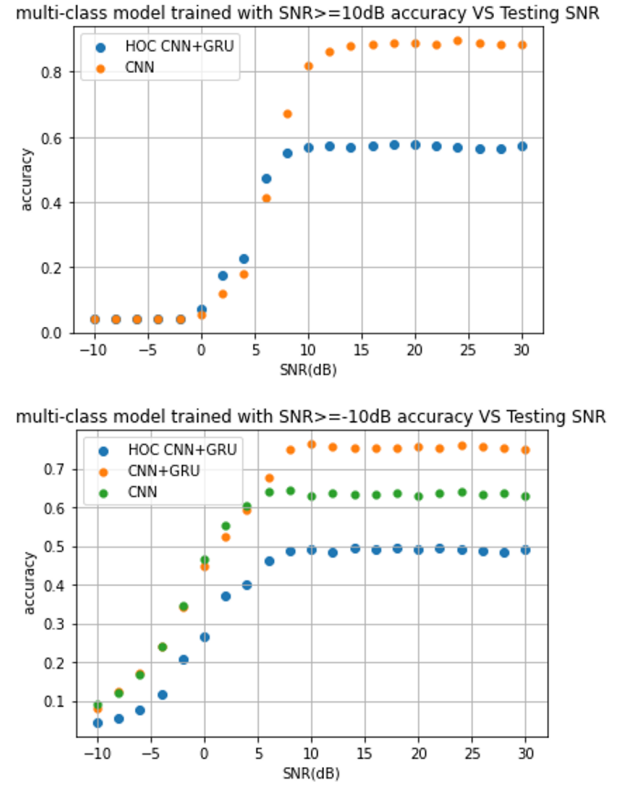 multi-class model trained with SNR>=10dB accuracy VS Testing SNR
HOC CNN+GRU
CNN
accuracy
0.8
0.6
0.4
0.2
0.0
−10 −5 0 5 10 15 20 25 30
SNR(dB)
multi-class model trained with SNR>=-10dB accuracy VS Testing SNR
HOC CNN+GRU
CNN+GRU
CNN
accuracy
0.7
0.6
0.5
0.4
0.3
0.2
0.1
−10 −5 0 5 10 15 20 25 30
SNR(dB)